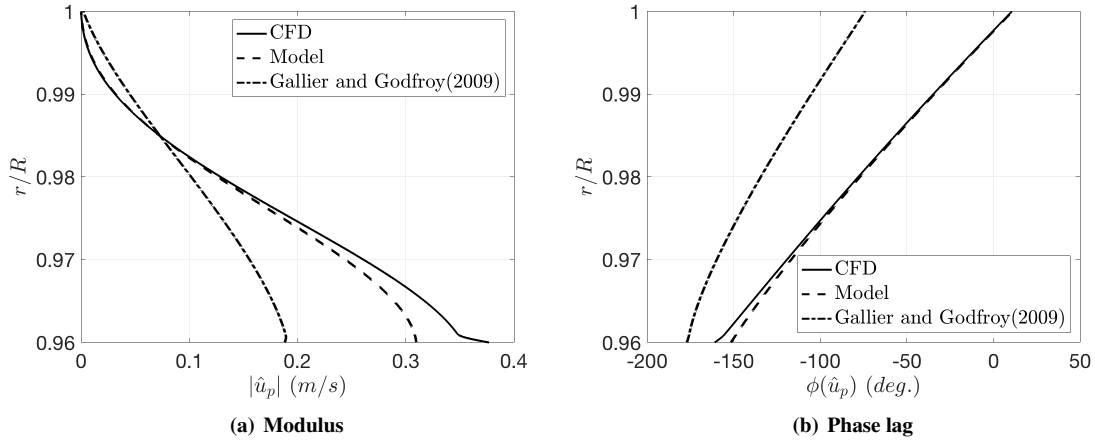 1
0.99
0.98
0.97
0.96
r/R
0 0.1 0.2 0.3 0.4
|û_p| (m/s)
CFD
Model
Gallier and Godfroy(2009)
(a) Modulus
1
0.99
0.98
0.97
0.96
r/R
-200 -150 -100 -50 0 50
ϕ(û_p) (deg.)
CFD
Model
Gallier and Godfroy(2009)
(b) Phase lag